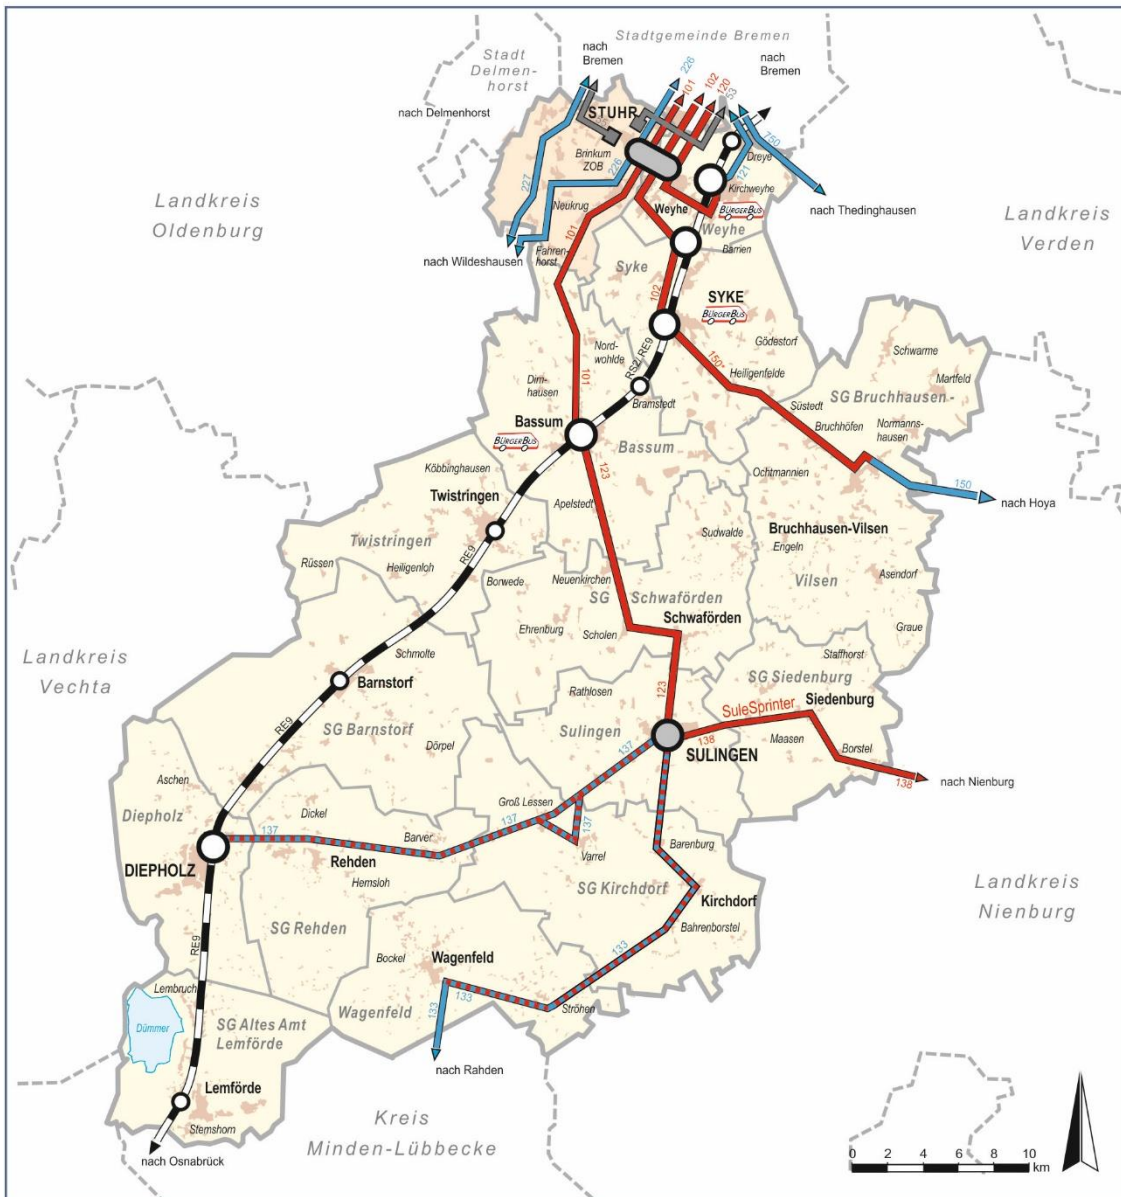 Stadtgemeinde Bremen
Stadt
Delmen-
horst
nach
Bremen
226
101
102
120
53
nach
Bremen
nach Delmenhorst
STUHR
Brinkum
ZOB
Dreye
750
121
Kirchweyhe
227
226
Neukrug
Weyhe
BÜRGERBUS
Weyhe
nach Thedinghausen
Landkreis
Oldenburg
Landkreis
Verden
101
nach Wildeshausen
Fahren-
horst
Barrien
Syke
102
SYKE
BÜRGERBUS
Nord-
wohlde
RS2/RE9
150*
Gödestorf
Heiligenfelde
Schwarme
Martfeld
SG Bruchhausen -
Dim-
hausen
101
Bramstedt
Süstedt
Bruchhöfen
Normanns-
hausen
Bassum
BÜRGERBUS
Bassum
123
Köbbinghausen
Ochtmannien
150
nach Hoya
Twistringen
Apelstedt
Sudwalde
Bruchhausen-Vilsen
Engeln
Twistringen
RE9
Rüssen
Heiligenloh
Borwede
Neuenkirchen
SG Schwaförden
Vilsen
Asendorf
Ehrenburg
Scholen
Schwaförden
Graue
Landkreis
Vechta
Schmolte
Staffhorst
Barnstorf
Rathlosen
123
SG Siedenburg
Siedenburg
RE9
SG Barnstorf
Sulingen
SuleSprinter
Dörpel
137
138
SULINGEN
Maasen
Borstel
Aschen
138
nach Nienburg
Diepholz
Dickel
Groß Lessen
137
137
Barver
137
Barenburg
DIEPHOLZ
Rehden
Varrel
Hemsloh
SG Kirchdorf
Kirchdorf
Landkreis
Nienburg
SG Rehden
Bahrenborstel
RE9
Bockel
Wagenfeld
133
Lembruch
133
Wagenfeld
133
Ströhen
Dümmer
SG Altes Amt
Lemförde
nach Rahden
Lemförde
Stemshorn
Kreis
Minden-Lübbecke
nach Osnabrück
0 2 4 6 8 10
km